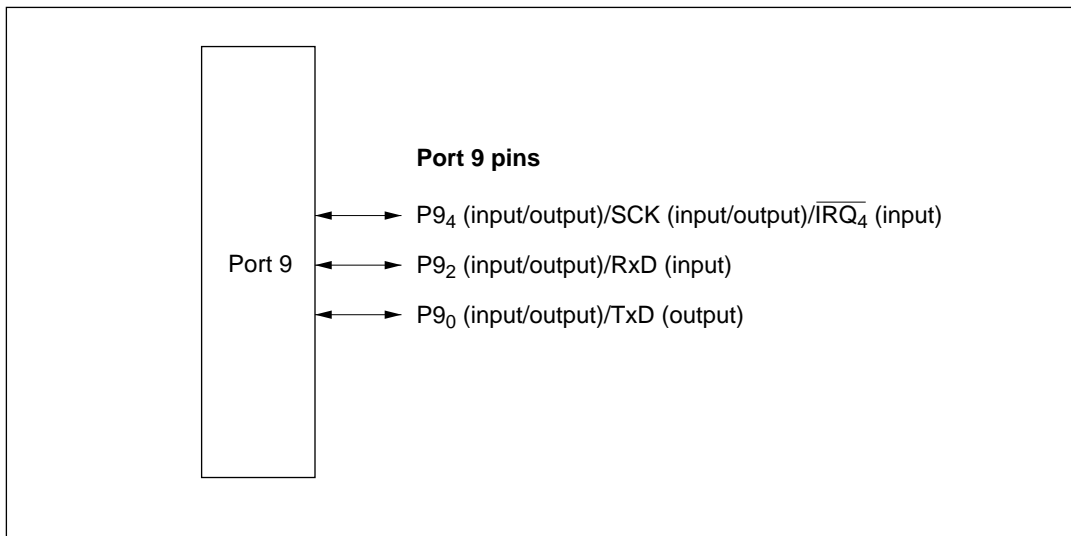 Port 9 pins
P9₄ (input/output)/SCK (input/output)/I̅R̅Q̅₄̅ (input)
Port 9
P9₂ (input/output)/RxD (input)
P9₀ (input/output)/TxD (output)